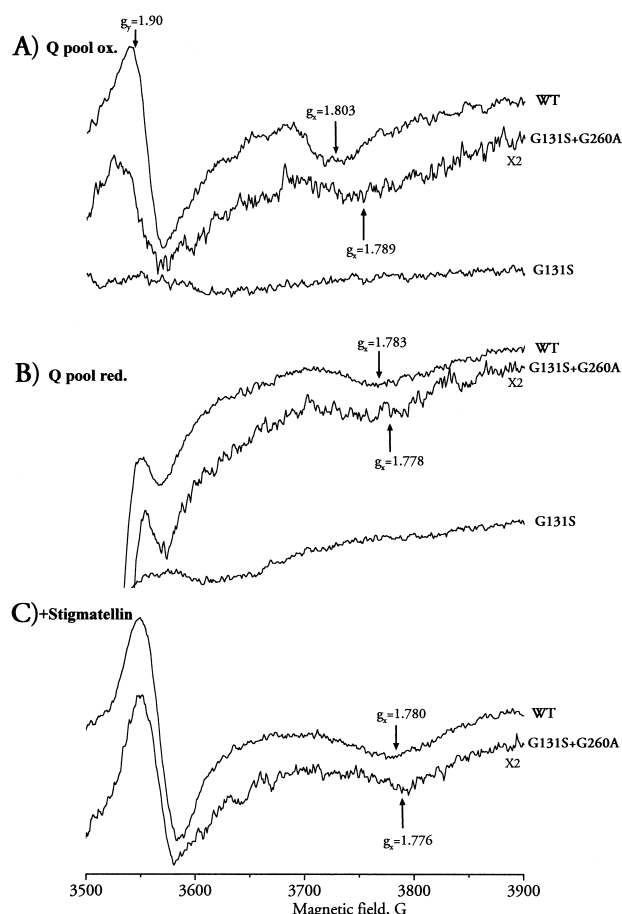 g_y=1.90
A) Q pool ox.
WT
g_x=1.803
G131S+G260A
X2
g_x=1.789
G131S
g_x=1.783
WT
B) Q pool red.
G131S+G260A
X2
g_x=1.778
G131S
C)+Stigmatellin
g_x=1.780
WT
G131S+G260A
X2
g_x=1.776
3500 3600 3700 3800 3900
Magnetic field, G